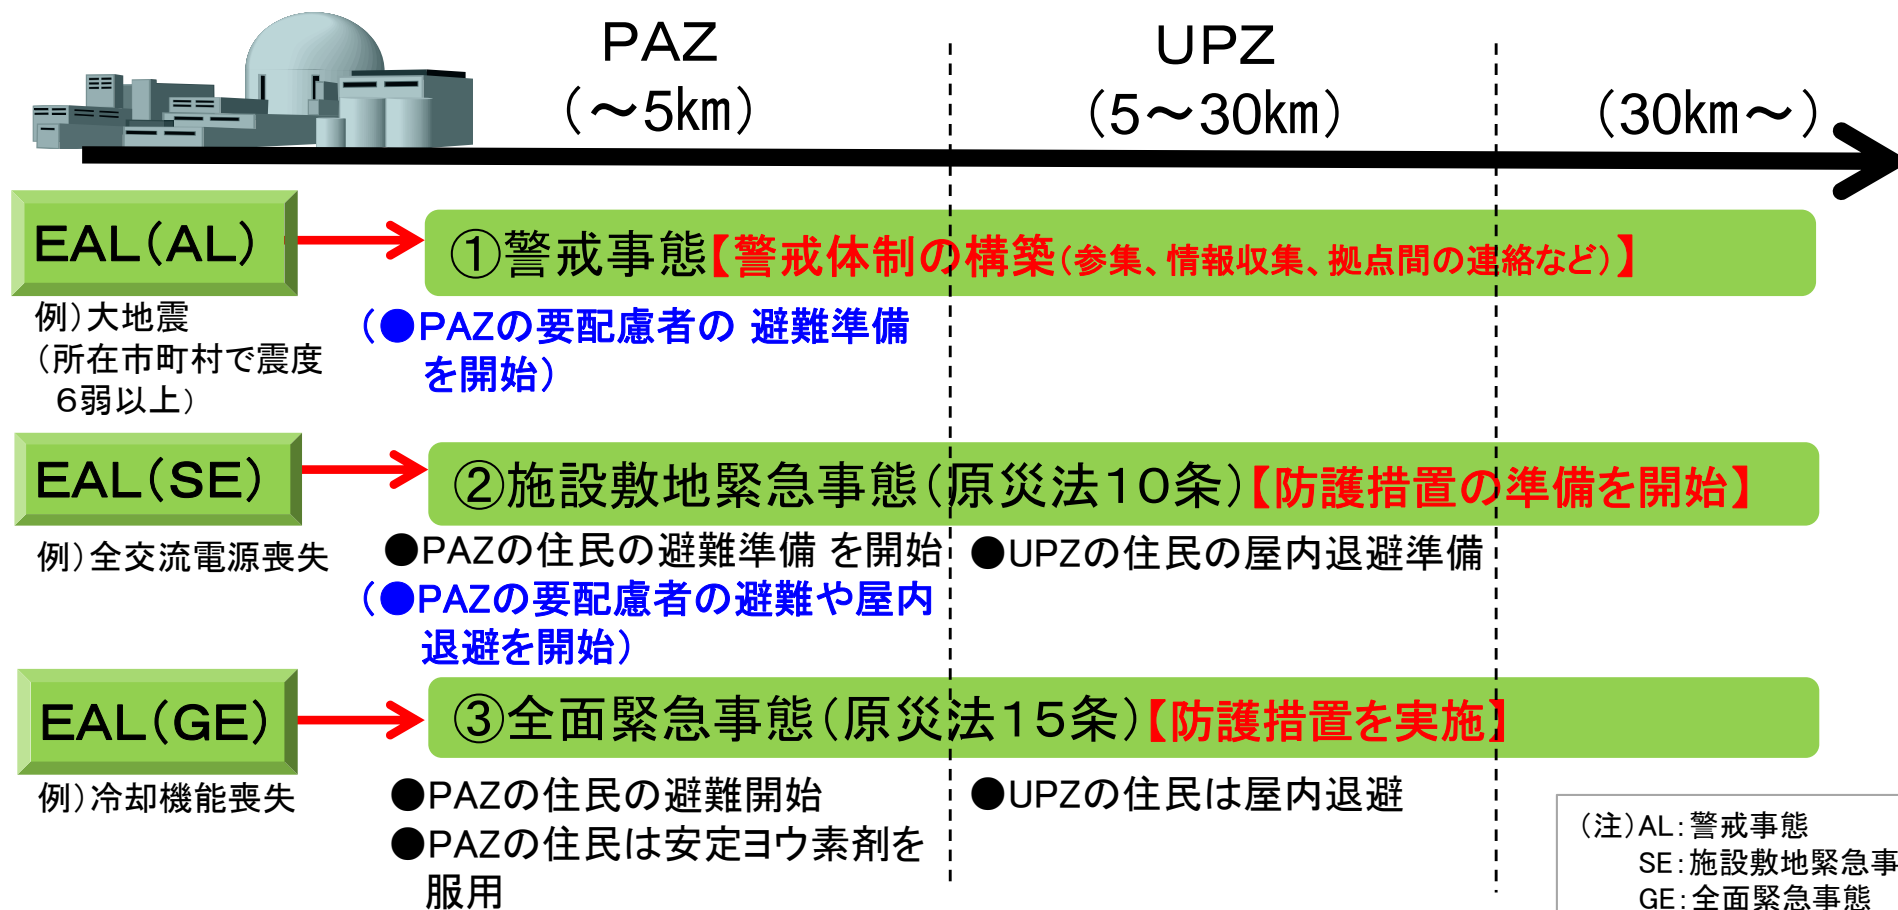 PAZ
(～5km)
UPZ
(5～30km)
(30km～)
EAL(AL)
①警戒事態【警戒体制の構築(参集、情報収集、拠点間の連絡など)】
例)大地震
(所在市町村で震度
6弱以上)
(●PAZの要配慮者の 避難準備
を開始)
EAL(SE)
②施設敷地緊急事態(原災法10条)【防護措置の準備を開始】
例)全交流電源喪失
●PAZの住民の避難準備 を開始
●UPZの住民の屋内退避準備
(●PAZの要配慮者の避難や屋内
退避を開始)
EAL(GE)
③全面緊急事態(原災法15条)【防護措置を実施】
例)冷却機能喪失
●PAZの住民の避難開始
●UPZの住民は屋内退避
●PAZの住民は安定ヨウ素剤を
服用
(注)AL:警戒事態
SE:施設敷地緊急事
GE:全面緊急事態